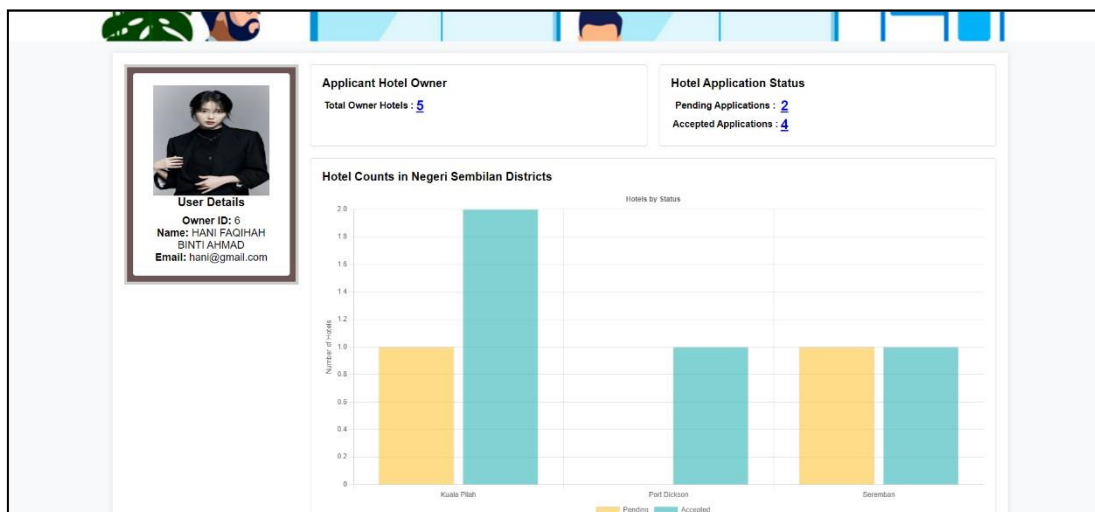 User Details
Owner ID: 6
Name: HANI FAQIHAH
BINTI AHMAD
Email: hani@gmail.com
Applicant Hotel Owner
Total Owner Hotels : 5
Hotel Application Status
Pending Applications : 2
Accepted Applications : 4
Hotel Counts in Negeri Sembilan Districts
Hotels by Status
Number of Hotels
2.0
1.8
1.6
1.4
1.2
1.0
0.8
0.6
0.4
0.2
0
Kuala Pilah
Port Dickson
Seremban
Pending
Accepted